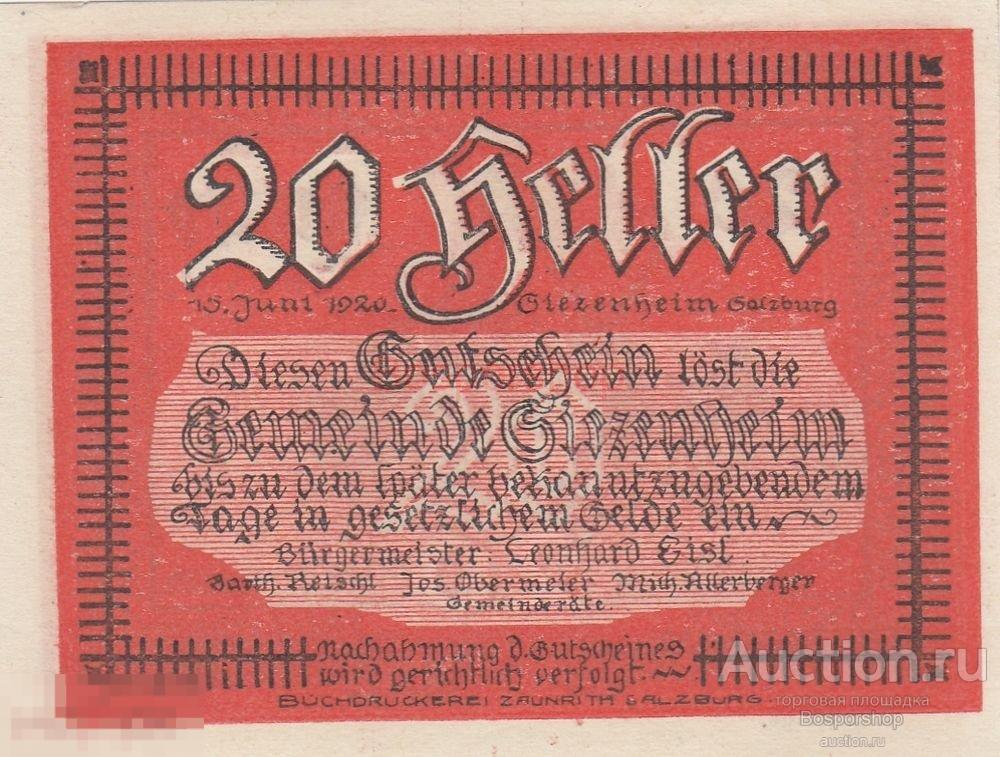 20 Heller
15. Juni 1920. Siezenheim Salzburg
Diesen Gutschein löst die
Gemeinde Siezenheim
bis zu dem später bekanntzugebendem
Tage in gesetzlichem Gelde ein
Bürgermeister: Leonhard Eisl
Barth. Reischl Jos Obermeier Mich. Allerberger
Gemeinderäte.
Nachahmung d. Gutscheines
wird gerichtlich verfolgt.
BUCHDRUCKEREI ZAUNRITH SALZBURG.
Auction.ru
торговая площадка
Bosporshop
auction.ru